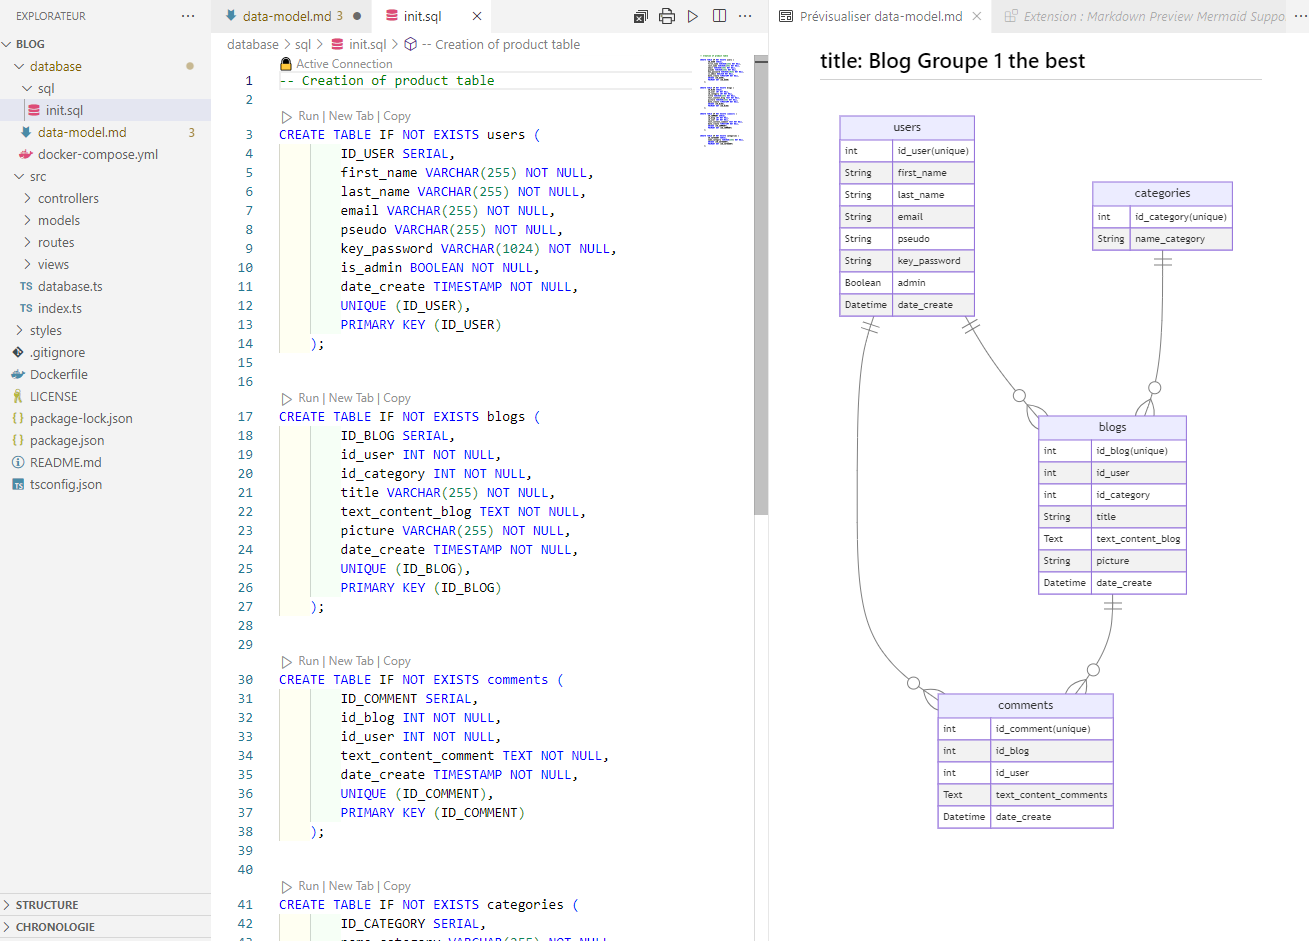 EXPLORATEUR
BLOG
database
sql
init.sql
data-model.md 3
docker-compose.yml
src
controllers
models
routes
views
TS database.ts
TS index.ts
styles
.gitignore
Dockerfile
LICENSE
package-lock.json
package.json
README.md
tsconfig.json
STRUCTURE
CHRONOLOGIE
data-model.md 3
init.sql
database > sql > init.sql > -- Creation of product table
Active Connection
1 -- Creation of product table
2
Run | New Tab | Copy
3 CREATE TABLE IF NOT EXISTS users (
4 ID_USER SERIAL,
5 first_name VARCHAR(255) NOT NULL,
6 last_name VARCHAR(255) NOT NULL,
7 email VARCHAR(255) NOT NULL,
8 pseudo VARCHAR(255) NOT NULL,
9 key_password VARCHAR(1024) NOT NULL,
10 is_admin BOOLEAN NOT NULL,
11 date_create TIMESTAMP NOT NULL,
12 UNIQUE (ID_USER),
13 PRIMARY KEY (ID_USER)
14 );
15
16
Run | New Tab | Copy
17 CREATE TABLE IF NOT EXISTS blogs (
18 ID_BLOG SERIAL,
19 id_user INT NOT NULL,
20 id_category INT NOT NULL,
21 title VARCHAR(255) NOT NULL,
22 text_content_blog TEXT NOT NULL,
23 picture VARCHAR(255) NOT NULL,
24 date_create TIMESTAMP NOT NULL,
25 UNIQUE (ID_BLOG),
26 PRIMARY KEY (ID_BLOG)
27 );
28
29
Run | New Tab | Copy
30 CREATE TABLE IF NOT EXISTS comments (
31 ID_COMMENT SERIAL,
32 id_blog INT NOT NULL,
33 id_user INT NOT NULL,
34 text_content_comment TEXT NOT NULL,
35 date_create TIMESTAMP NOT NULL,
36 UNIQUE (ID_COMMENT),
37 PRIMARY KEY (ID_COMMENT)
38 );
39
40
Run | New Tab | Copy
41 CREATE TABLE IF NOT EXISTS categories (
42 ID_CATEGORY SERIAL,
Prévisualiser data-model.md
Extension : Markdown Preview Mermaid Suppo
title: Blog Groupe 1 the best
users
int id_user(unique)
String first_name
String last_name
String email
String pseudo
String key_password
Boolean admin
Datetime date_create
categories
int id_category(unique)
String name_category
blogs
int id_blog(unique)
int id_user
int id_category
String title
Text text_content_blog
String picture
Datetime date_create
comments
int id_comment(unique)
int id_blog
int id_user
Text text_content_comments
Datetime date_create